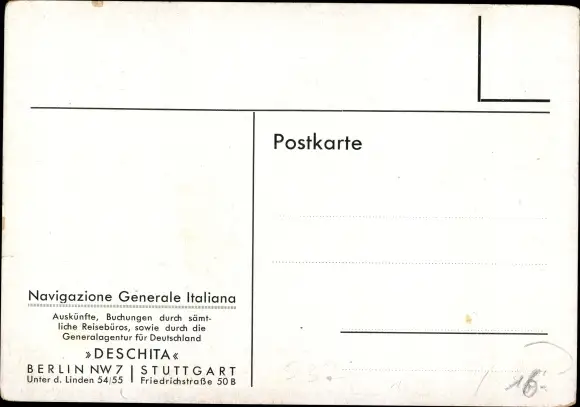 Postkarte
Navigazione Generale Italiana
Auskünfte, Buchungen durch sämt-
liche Reisebüros, sowie durch die
Generalagentur für Deutschland
»DESCHITA«
BERLIN NW 7 | STUTTGART
Unter d. Linden 54/55 | Friedrichstraße 50 B
16.-